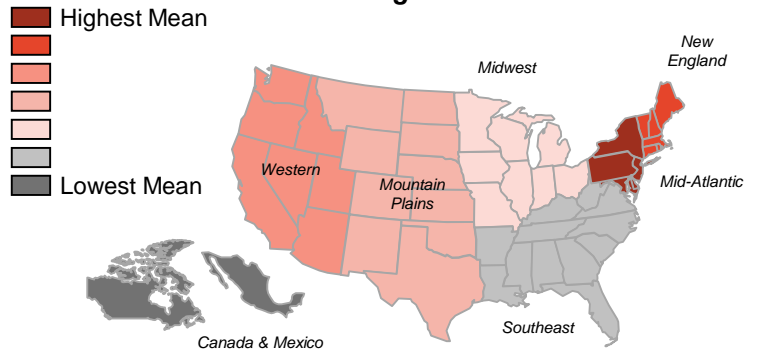 Highest Mean
Lowest Mean
New
England
Midwest
Western
Mountain
Plains
Mid-Atlantic
Southeast
Canada & Mexico